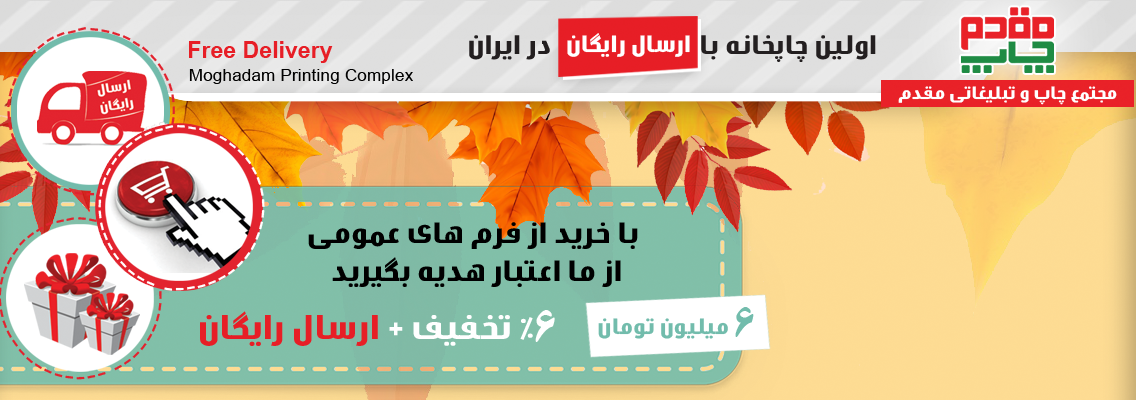 مقدم
چاپ
مجتمع چاپ و تبلیغاتی مقدم
اولین چاپخانه با ارسال رایگان در ایران
Free Delivery
Moghadam Printing Complex
ارسال
رایگان
با خرید از فرم های عمومی
از ما اعتبار هدیه بگیرید
۶ میلیون تومان
۶٪ تخفیف + ارسال رایگان